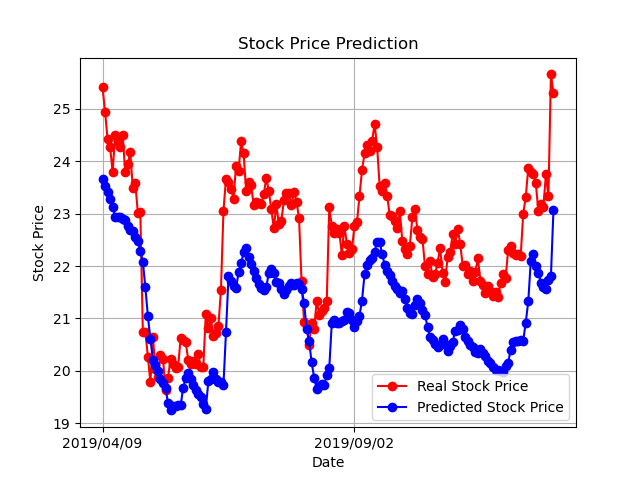 Stock Price Prediction
25
24
23
22
21
20
19
Stock Price
Real Stock Price
Predicted Stock Price
2019/04/09
2019/09/02
Date